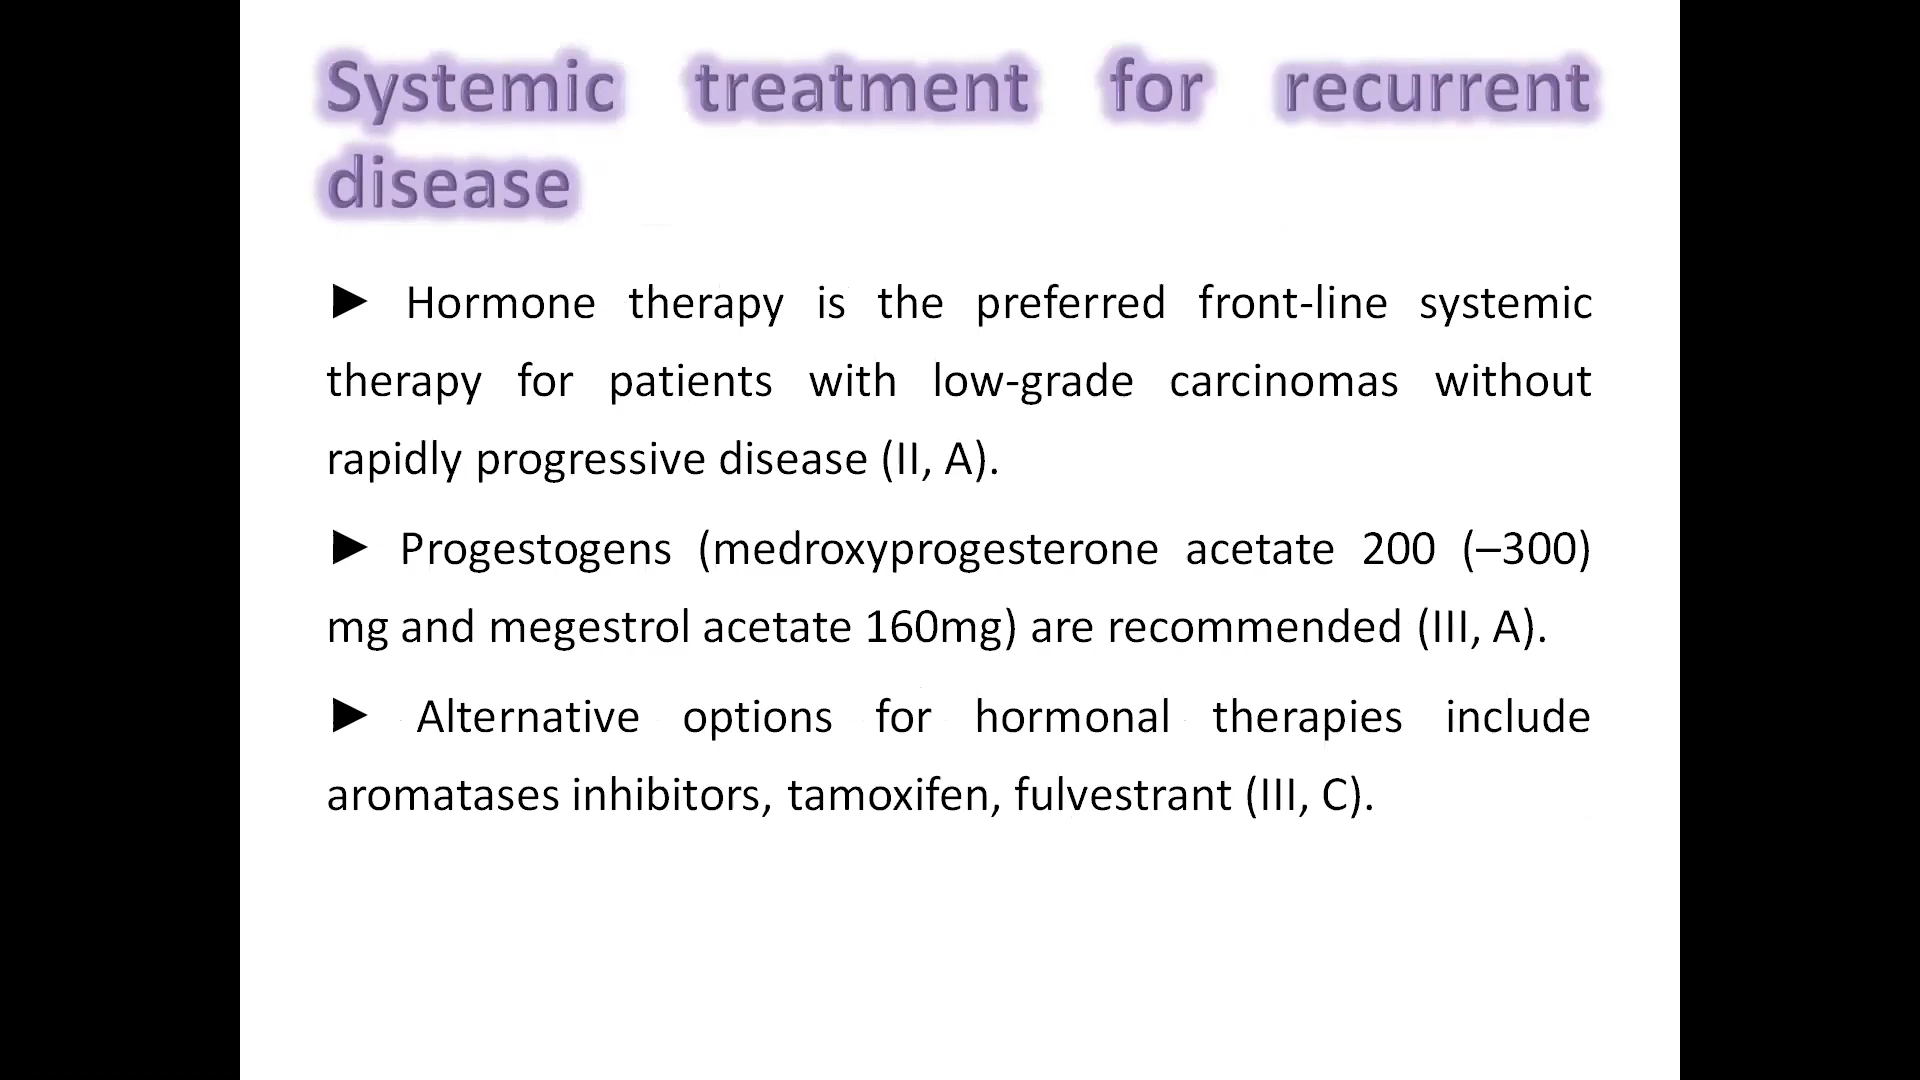 Systemic treatment for recurrent
disease
► Hormone therapy is the preferred front-line systemic
therapy for patients with low-grade carcinomas without
rapidly progressive disease (II, A).
► Progestogens (medroxyprogesterone acetate 200 (–300)
mg and megestrol acetate 160mg) are recommended (III, A).
► Alternative options for hormonal therapies include
aromatases inhibitors, tamoxifen, fulvestrant (III, C).